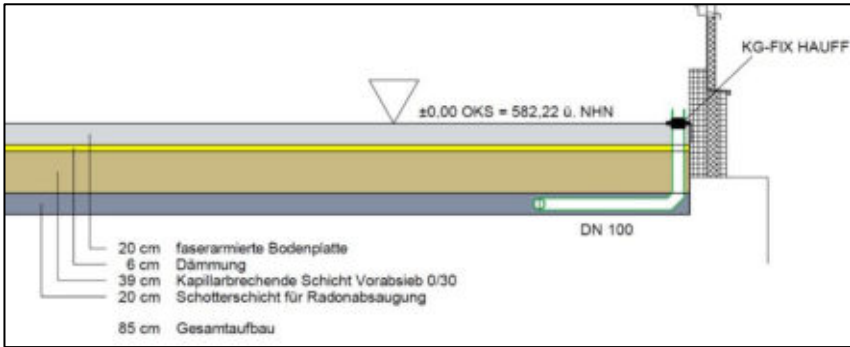 KG-FIX HAUFF
±0,00 OKS = 582,22 ü. NHN
DN 100
20 cm faserarmierte Bodenplatte
6 cm Dämmung
39 cm Kapillarbrechende Schicht Vorabsieb 0/30
20 cm Schotterschicht für Radonabsaugung
85 cm Gesamtaufbau